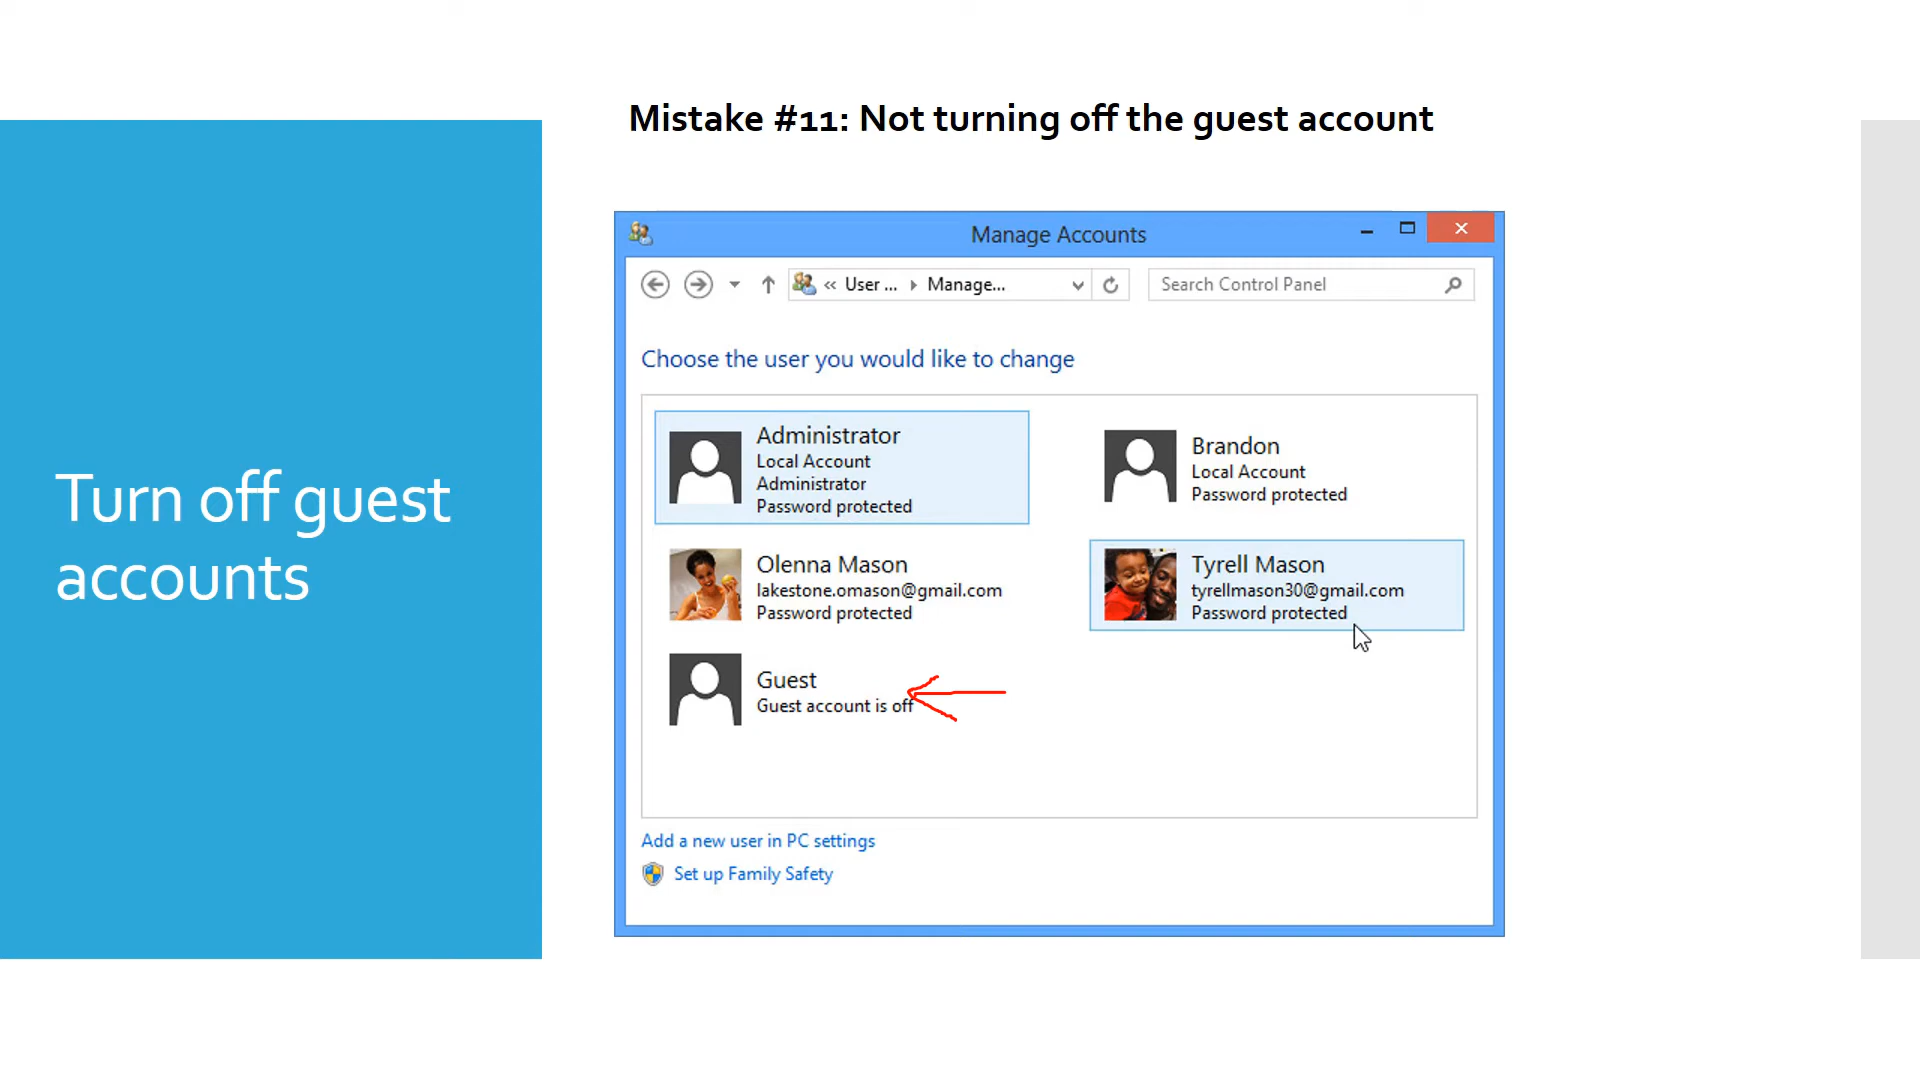 Mistake #11: Not turning off the guest account
Turn off guest
accounts
Manage Accounts
« User ... Manage...
Search Control Panel
Choose the user you would like to change
Administrator
Local Account
Administrator
Password protected
Brandon
Local Account
Password protected
Olenna Mason
lakestone.omason@gmail.com
Password protected
Tyrell Mason
tyrellmason30@gmail.com
Password protected
Guest
Guest account is off
Add a new user in PC settings
Set up Family Safety